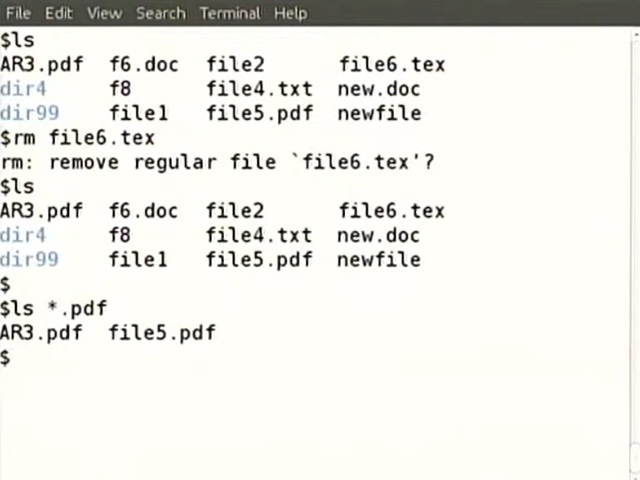 File Edit View Search Terminal Help
$ls
AR3.pdf f6.doc file2 file6.tex
dir4 f8 file4.txt new.doc
dir99 file1 file5.pdf newfile
$rm file6.tex
rm: remove regular file `file6.tex'?
$ls
AR3.pdf f6.doc file2 file6.tex
dir4 f8 file4.txt new.doc
dir99 file1 file5.pdf newfile
$
$ls *.pdf
AR3.pdf file5.pdf
$